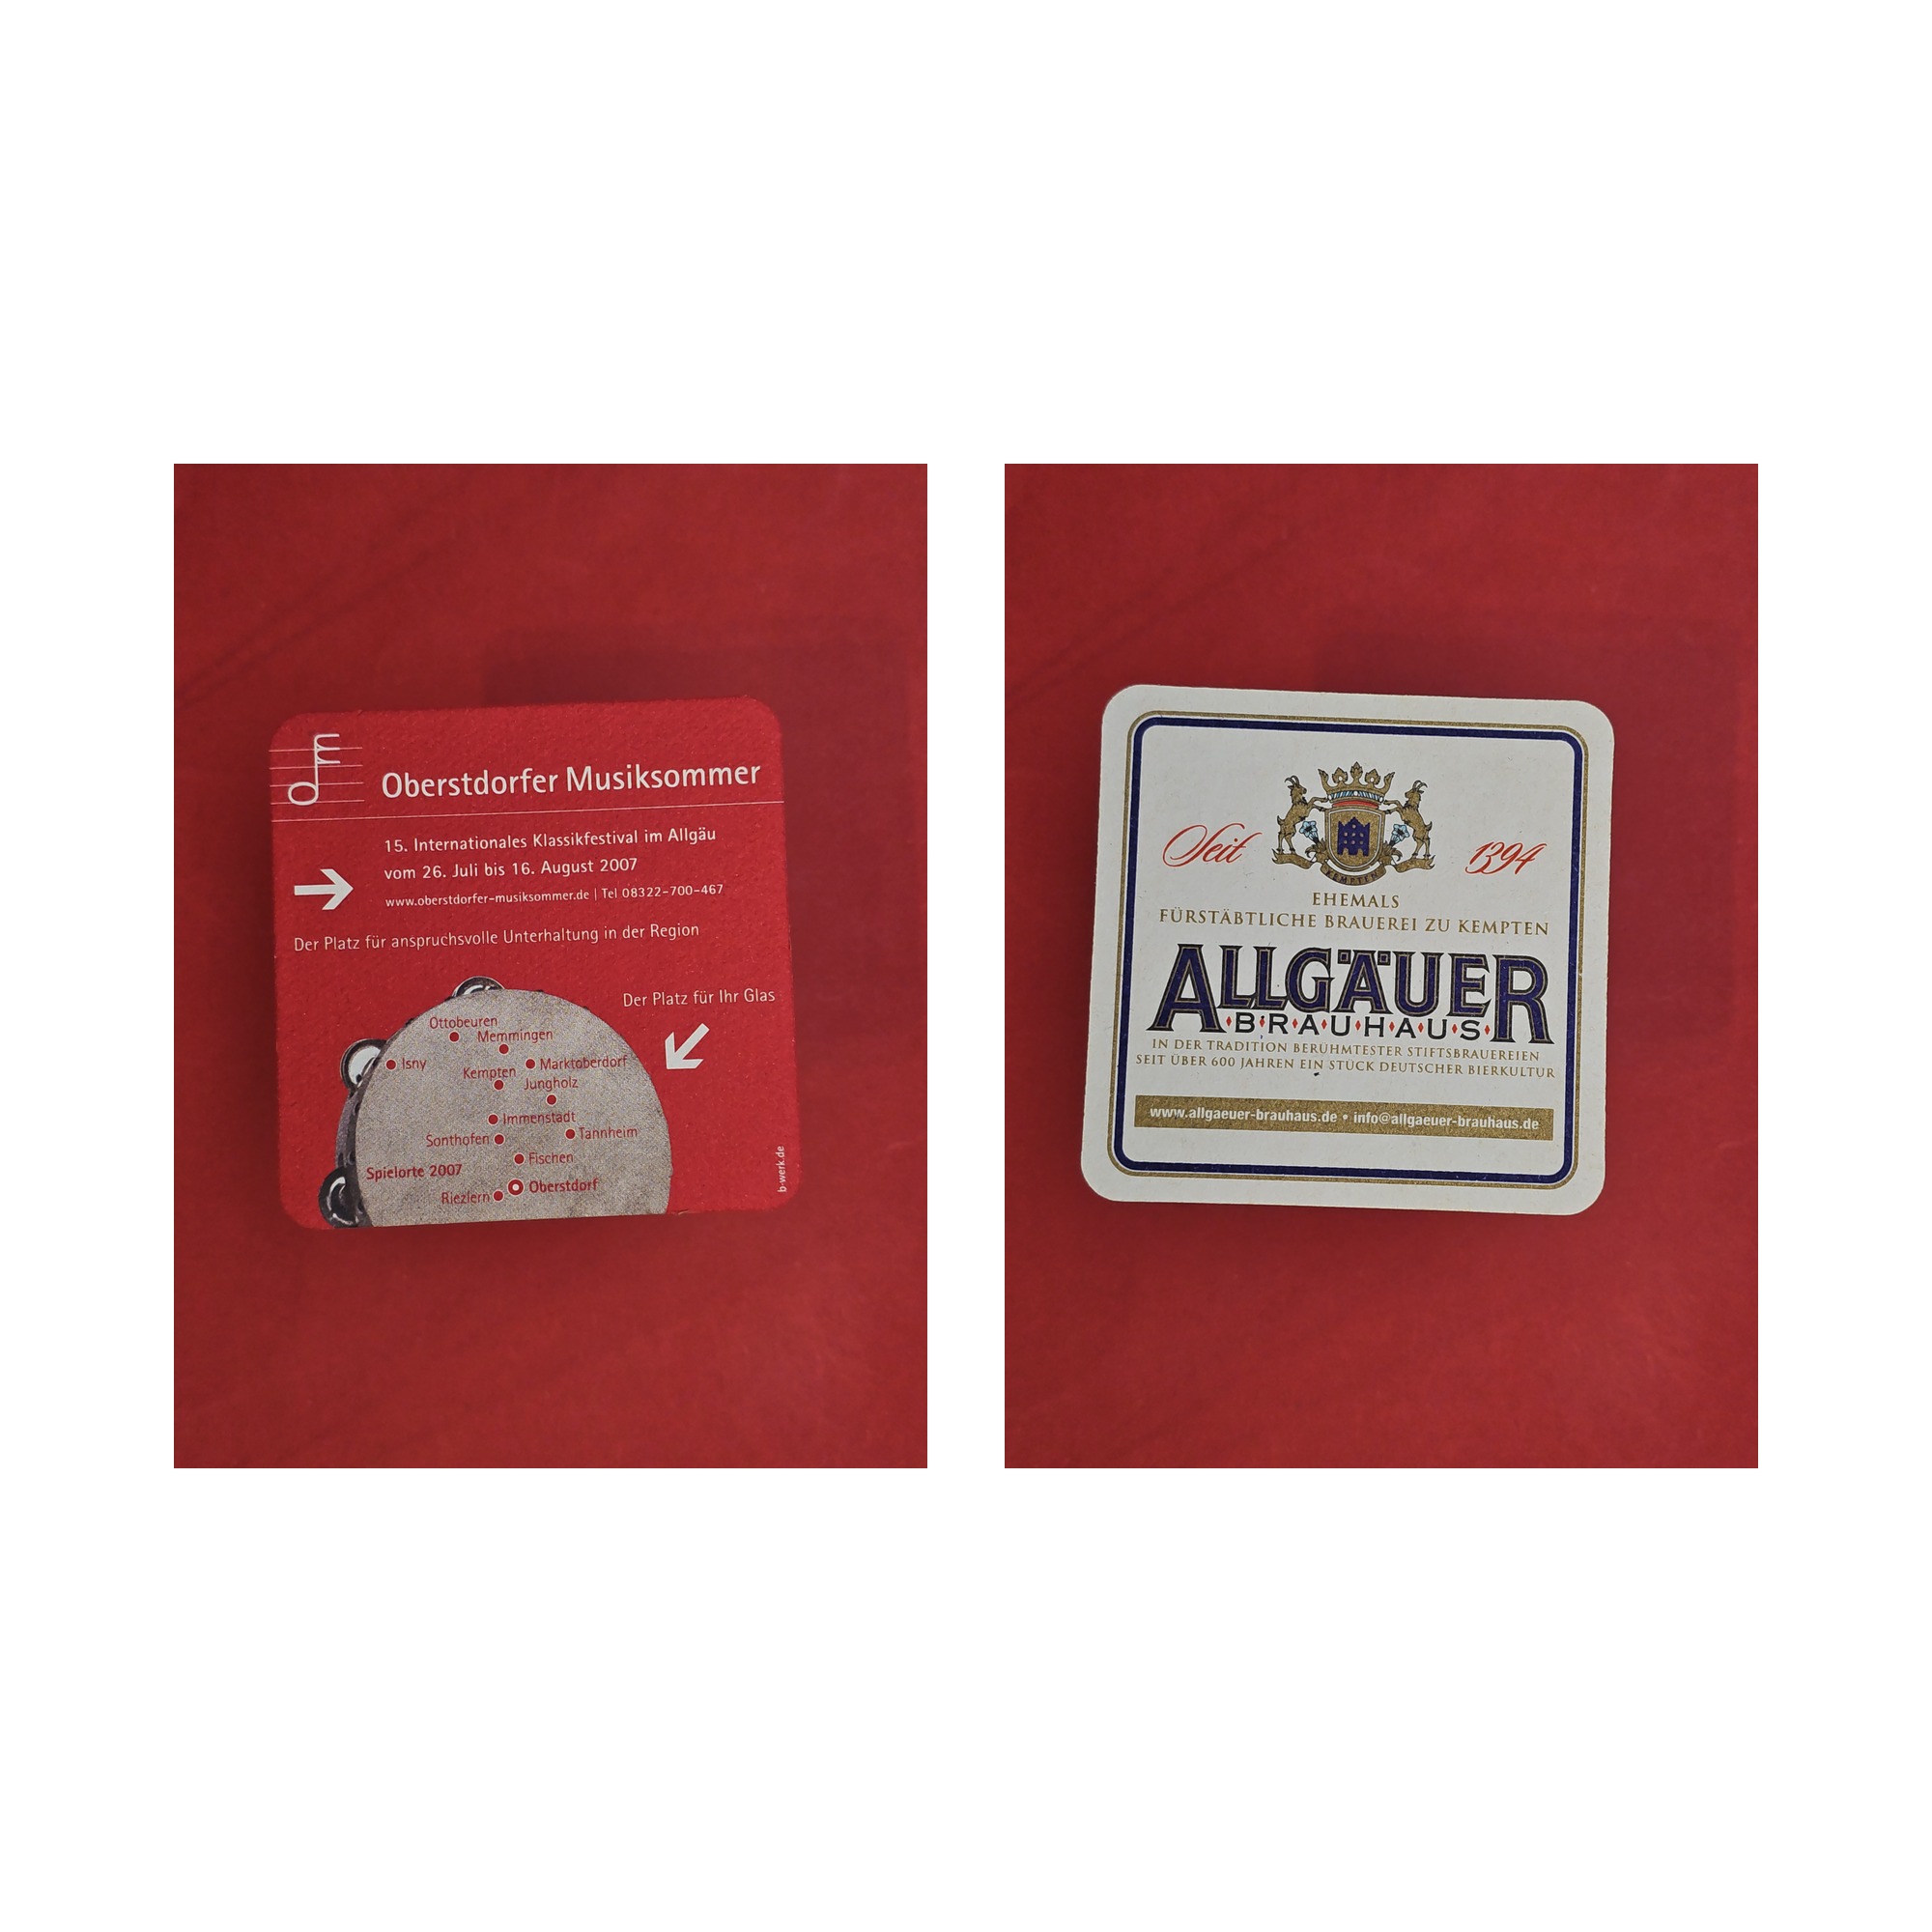 Oberstdorfer Musiksommer
15. Internationales Klassikfestival im Allgäu
vom 26. Juli bis 16. August 2007
www.oberstdorfer-musiksommer.de | Tel 08322-700-467
Der Platz für anspruchsvolle Unterhaltung in der Region
Der Platz für Ihr Glas
Ottobeuren
Memmingen
Isny
Marktoberdorf
Kempten
Jungholz
Immenstadt
Sonthofen
Tannheim
Fischen
Spielorte 2007
Oberstdorf
Riezlern
b-werk.de
Seit 1394
KEMPTEN
EHEMALS
FÜRSTÄBTLICHE BRAUEREI ZU KEMPTEN
ALLGÄUER
B·R·A·U·H·A·U·S
IN DER TRADITION BERÜHMTESTER STIFTSBRAUEREIEN
SEIT ÜBER 600 JAHREN EIN STÜCK DEUTSCHER BIERKULTUR
www.allgaeuer-brauhaus.de • info@allgaeuer-brauhaus.de